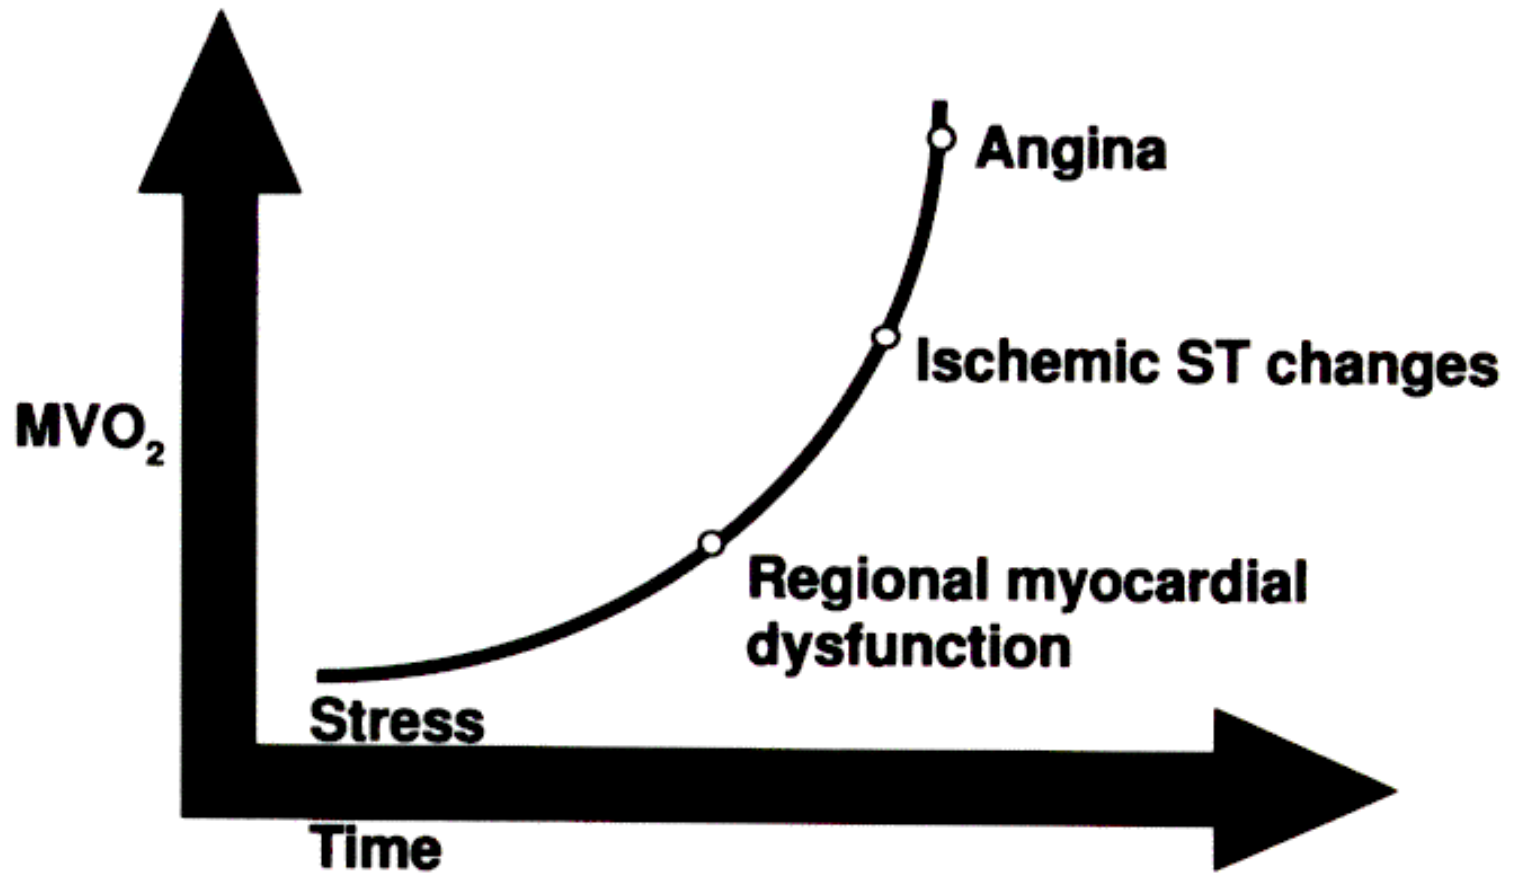 Angina
Ischemic ST changes
MVO₂
Regional myocardial
dysfunction
Stress
Time